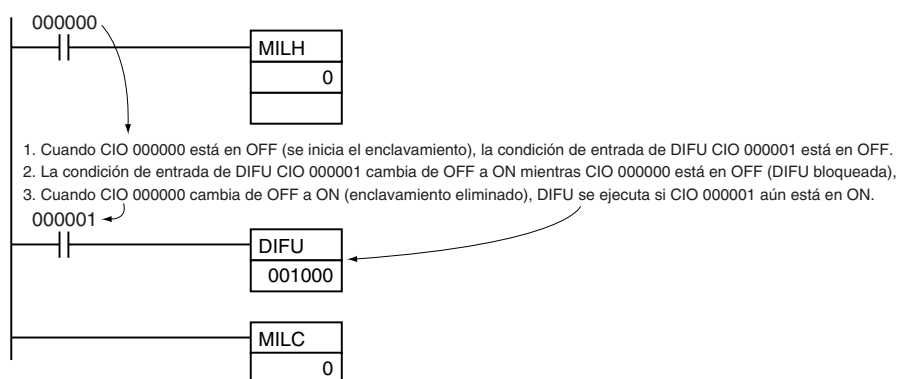 000000
MILH
0
1. Cuando CIO 000000 está en OFF (se inicia el enclavamiento), la condición de entrada de DIFU CIO 000001 está en OFF.
2. La condición de entrada de DIFU CIO 000001 cambia de OFF a ON mientras CIO 000000 está en OFF (DIFU bloqueada),
3. Cuando CIO 000000 cambia de OFF a ON (enclavamiento eliminado), DIFU se ejecuta si CIO 000001 aún está en ON.
000001
DIFU
001000
MILC
0